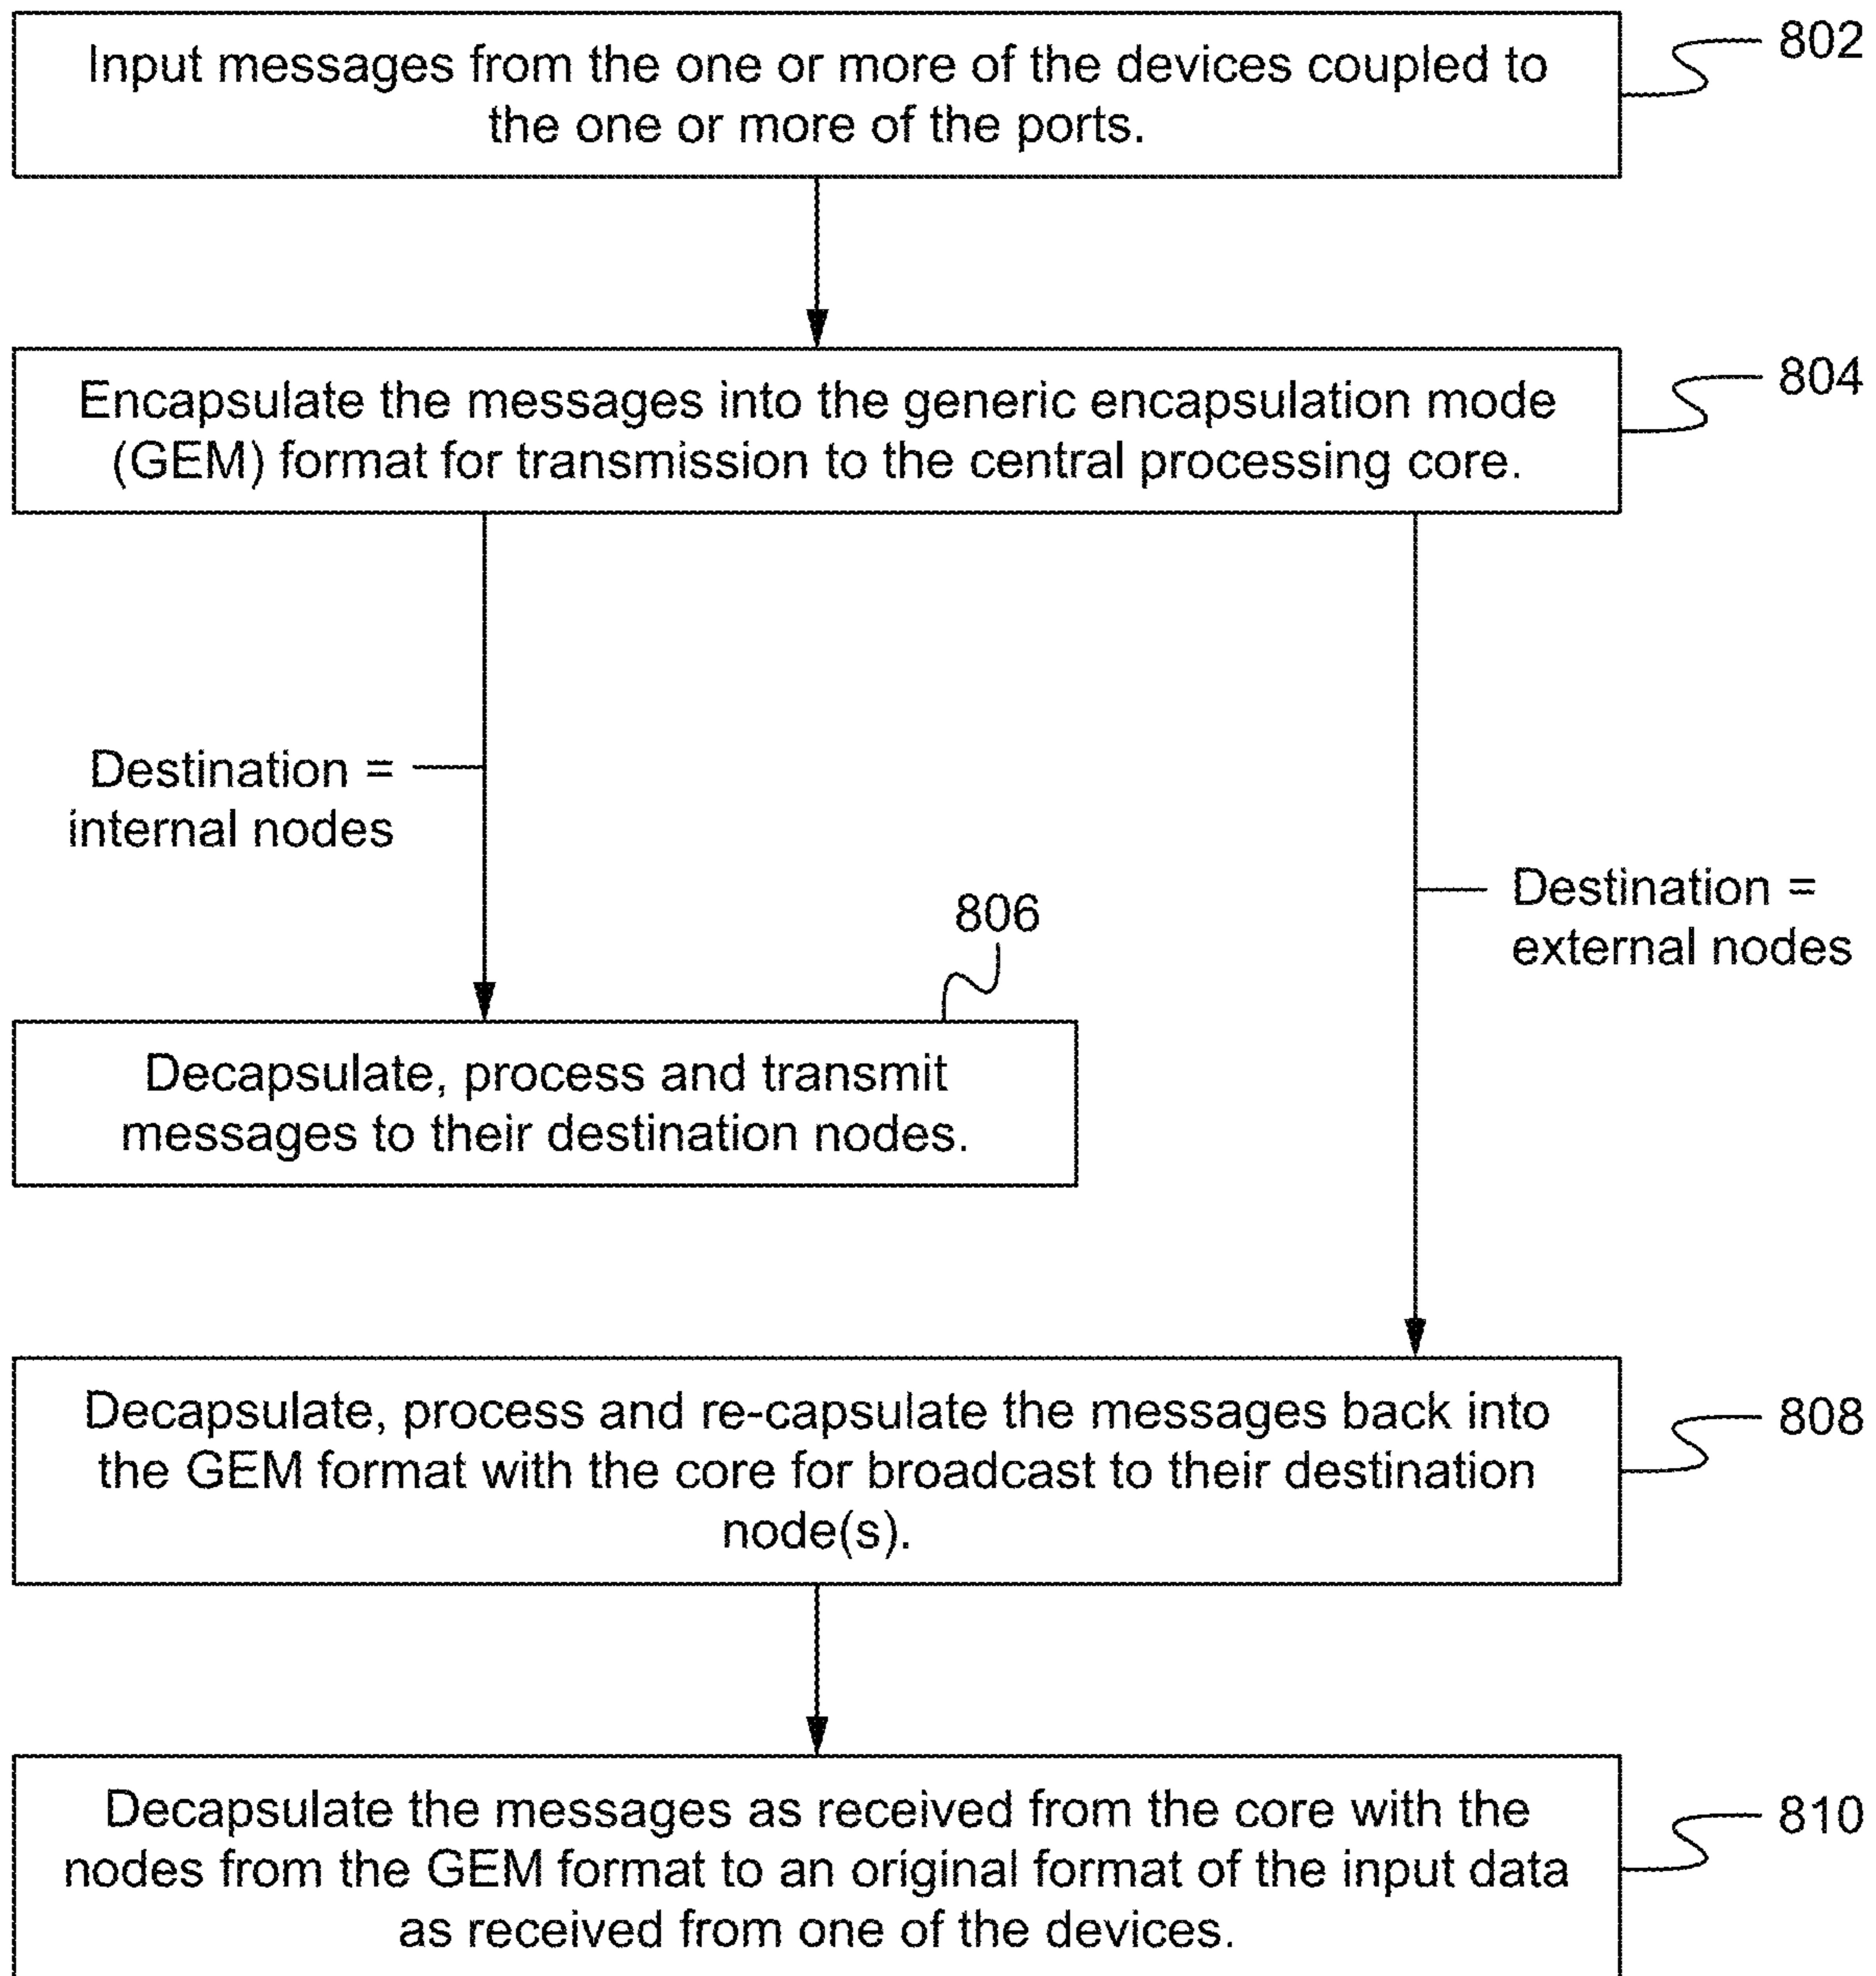 Input messages from the one or more of the devices coupled to
the one or more of the ports.
802
Encapsulate the messages into the generic encapsulation mode
(GEM) format for transmission to the central processing core.
804
Destination =
internal nodes
Destination =
external nodes
806
Decapsulate, process and transmit
messages to their destination nodes.
Decapsulate, process and re-capsulate the messages back into
the GEM format with the core for broadcast to their destination
node(s).
808
Decapsulate the messages as received from the core with the
nodes from the GEM format to an original format of the input data
as received from one of the devices.
810